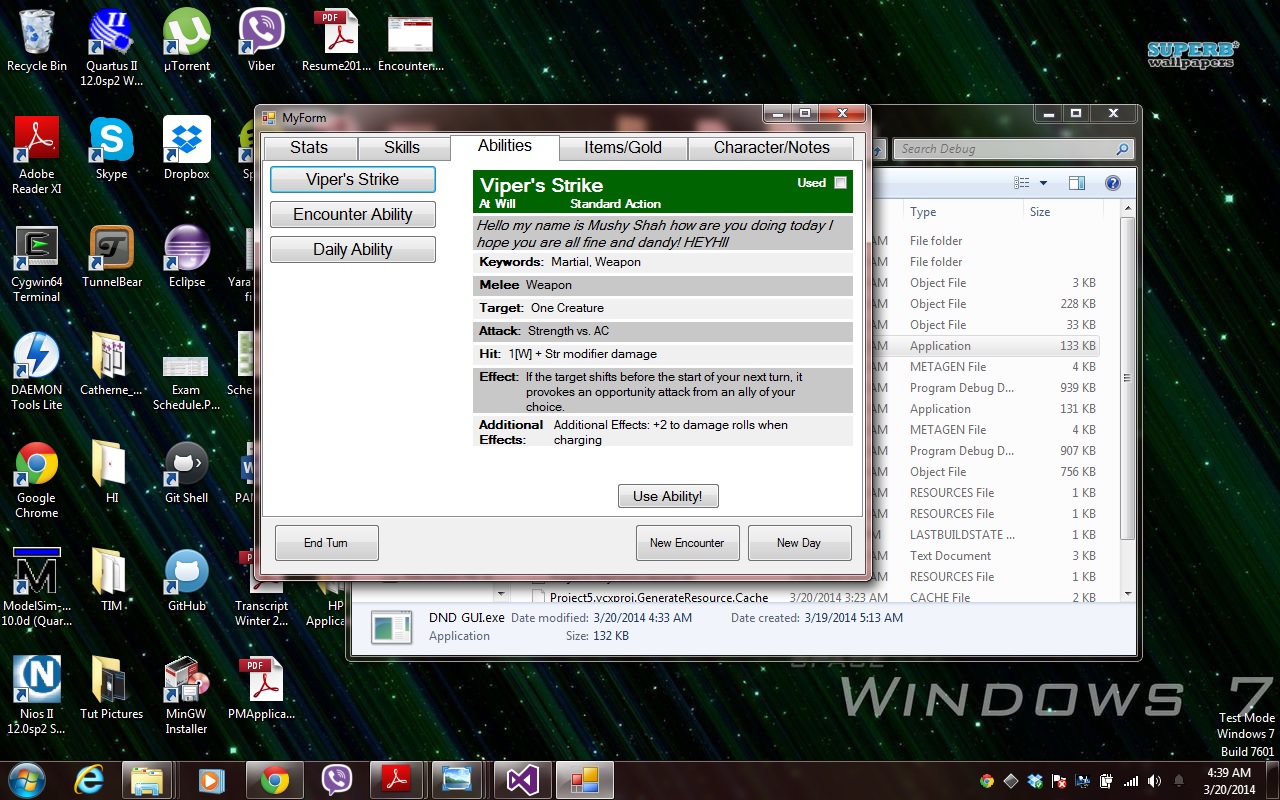 Recycle Bin
Quartus II
12.0sp2 W...
µTorrent
Viber
PDF
Resume201...
Encounter...
SUPERB
wallpapers
Adobe
Reader XI
Skype
Dropbox
Cygwin64
Terminal
TunnelBear
Eclipse
DAEMON
Tools Lite
Catherne_...
Exam
Schedule.P...
Google
Chrome
HI
Git Shell
ModelSim-...
10.0d (Quar...
TIM
GitHub
Transcript
Winter 2...
HP
Applica...
Nios II
12.0sp2 S...
Tut Pictures
MinGW
Installer
PDF
PMApplica...
MyForm
Stats
Skills
Abilities
Items/Gold
Character/Notes
Viper's Strike
Encounter Ability
Daily Ability
Viper's Strike
Used
At Will Standard Action
Hello my name is Mushy Shah how are you doing today I
hope you are all fine and dandy! HEYHII
Keywords: Martial, Weapon
Melee Weapon
Target: One Creature
Attack: Strength vs. AC
Hit: 1[W] + Str modifier damage
Effect: If the target shifts before the start of your next turn, it
provokes an opportunity attack from an ally of your
choice.
Additional Effects: Additional Effects: +2 to damage rolls when
charging
Use Ability!
End Turn
New Encounter
New Day
Search Debug
Type Size
File folder
File folder
Object File 3 KB
Object File 228 KB
Object File 33 KB
Application 133 KB
METAGEN File 4 KB
Program Debug D... 939 KB
Application 131 KB
METAGEN File 4 KB
Program Debug D... 907 KB
Object File 756 KB
RESOURCES File 1 KB
RESOURCES File 1 KB
LASTBUILDSTATE ... 1 KB
Text Document 3 KB
RESOURCES File 1 KB
Project5.vcxproj.GenerateResource.Cache 3/20/2014 3:23 AM CACHE File 2 KB
DND GUI.exe Date modified: 3/20/2014 4:33 AM Date created: 3/19/2014 5:13 AM
Application Size: 132 KB
WINDOWS 7
Test Mode
Windows 7
Build 7601
4:39 AM
3/20/2014